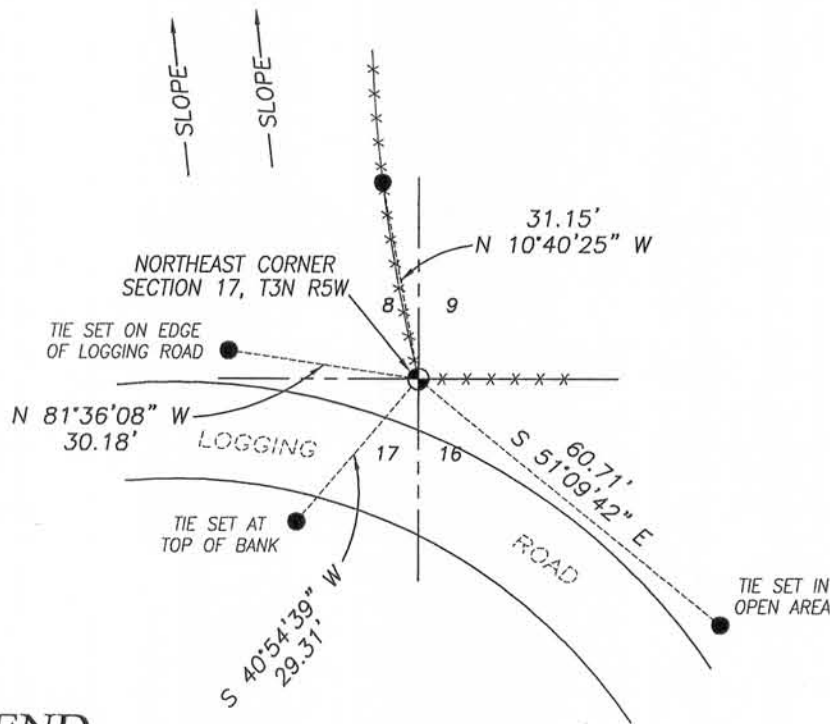 SLOPE
SLOPE
31.15'
N 10°40'25" W
NORTHEAST CORNER
SECTION 17, T3N R5W
8
9
TIE SET ON EDGE
OF LOGGING ROAD
N 81°36'08" W
30.18'
LOGGING
17
16
60.71'
S 51°09'42" E
TIE SET AT
TOP OF BANK
ROAD
TIE SET IN
OPEN AREA
S 40°54'39" W
29.31'